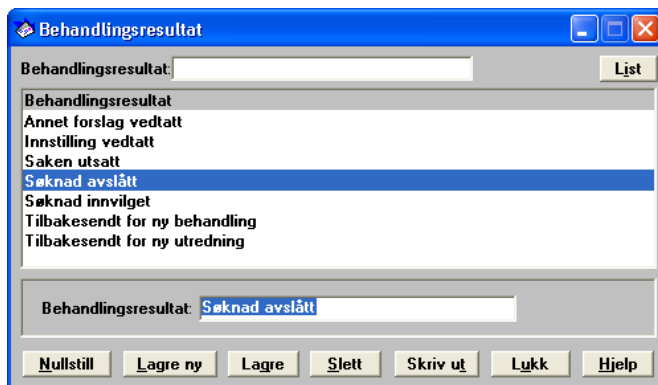 Behandlingsresultat
Behandlingsresultat: List
Behandlingsresultat
Annet forslag vedtatt
Innstilling vedtatt
Saken utsatt
Søknad avslått
Søknad innvilget
Tilbakesendt for ny behandling
Tilbakesendt for ny utredning
Behandlingsresultat: Søknad avslått
Nullstill Lagre ny Lagre Slett Skriv ut Lukk Hjelp